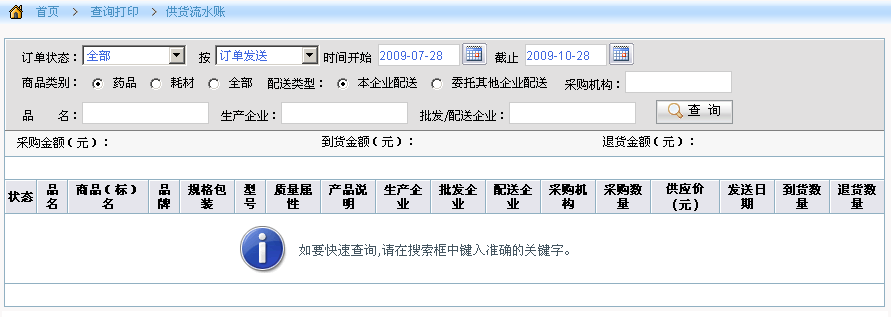 首页 > 查询打印 > 供货流水账
订单状态：全部 按 订单发送 时间开始 2009-07-28 截止 2009-10-28
商品类别： 药品 耗材 全部 配送类型： 本企业配送 委托其他企业配送 采购机构：
品 名： 生产企业： 批发/配送企业： 查 询
采购金额（元）： 到货金额（元）： 退货金额（元）：
状态 品名 商品（标）名 品牌 规格包装 型号 质量属性 产品说明 生产企业 批发企业 配送企业 采购机构 采购数量 供应价(元) 发送日期 到货数量 退货数量
如要快速查询,请在搜索框中键入准确的关键字。